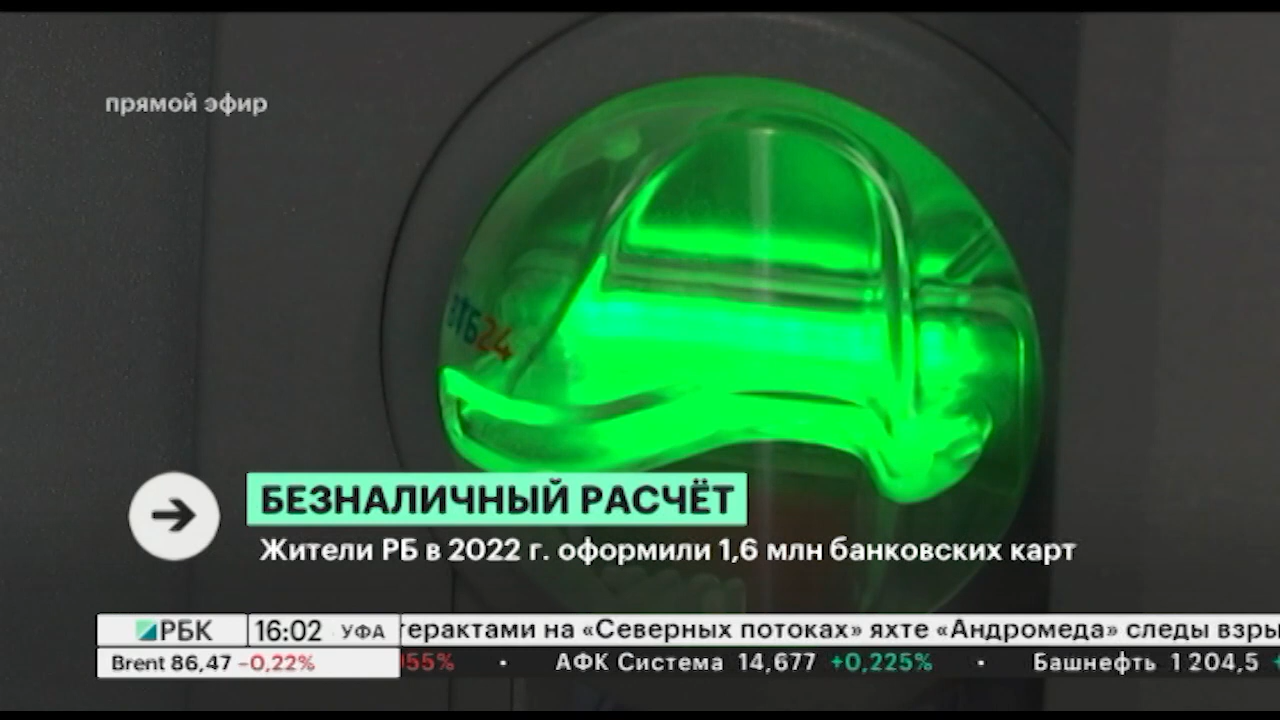 прямой эфир
ВТБ24
БЕЗНАЛИЧНЫЙ РАСЧЁТ
Жители РБ в 2022 г. оформили 1,6 млн банковских карт
РБК 16:02 УФА терактами на «Северных потоках» яхте «Андромеда» следы
Brent 86,47 -0,22% 055% · АФК Система 14,677 +0,225% · Башнефть 1 204,5